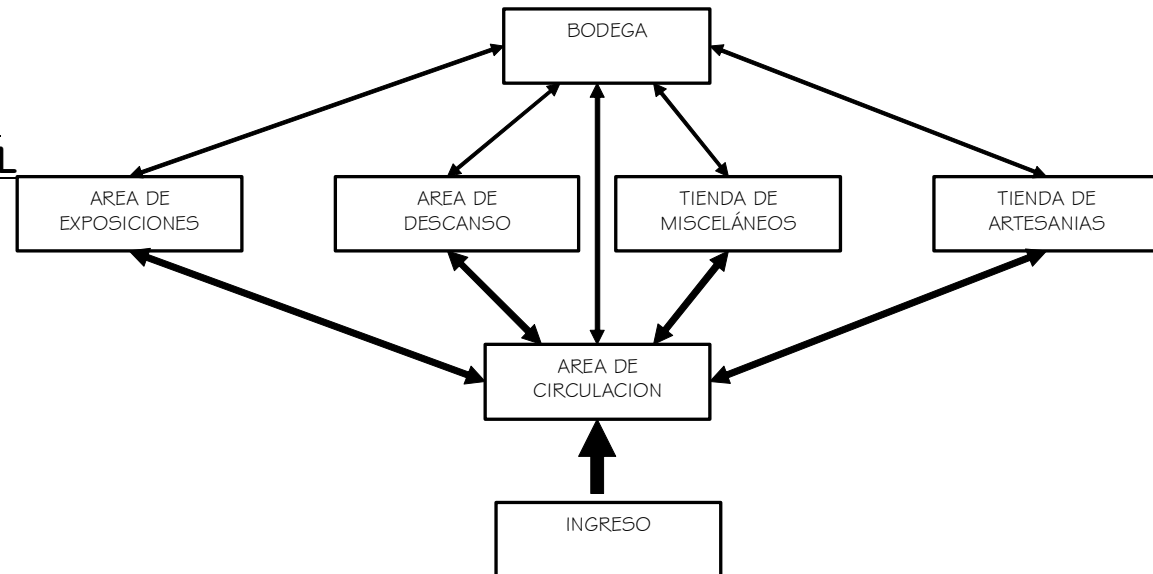 BODEGA
AREA DE
EXPOSICIONES
AREA DE
DESCANSO
TIENDA DE
MISCELÁNEOS
TIENDA DE
ARTESANIAS
AREA DE
CIRCULACION
INGRESO